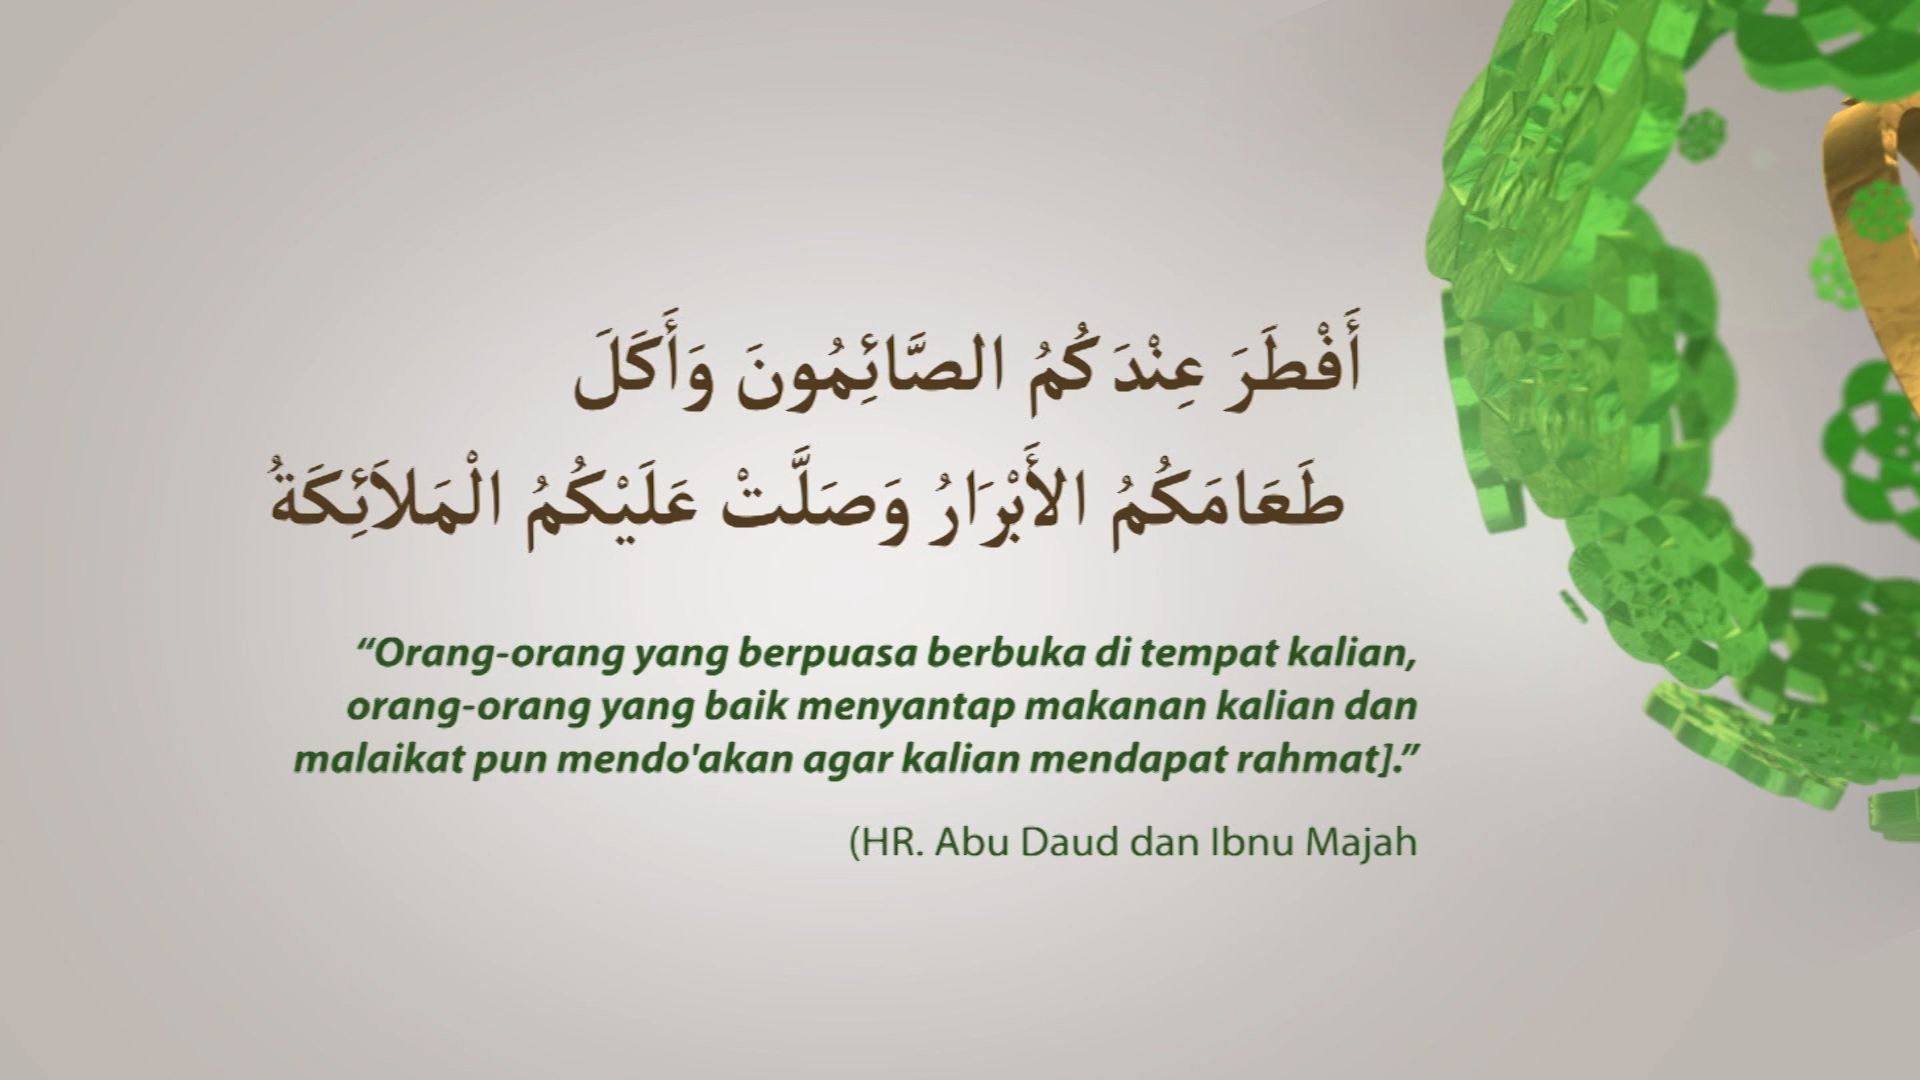 أَفْطَرَ عِنْدَكُمُ الصَّائِمُونَ وَأَكَلَ
طَعَامَكُمُ الأَبْرَارُ وَصَلَّتْ عَلَيْكُمُ الْمَلاَئِكَةُ
“Orang-orang yang berpuasa berbuka di tempat kalian,
orang-orang yang baik menyantap makanan kalian dan
malaikat pun mendo'akan agar kalian mendapat rahmat].”
(HR. Abu Daud dan Ibnu Majah